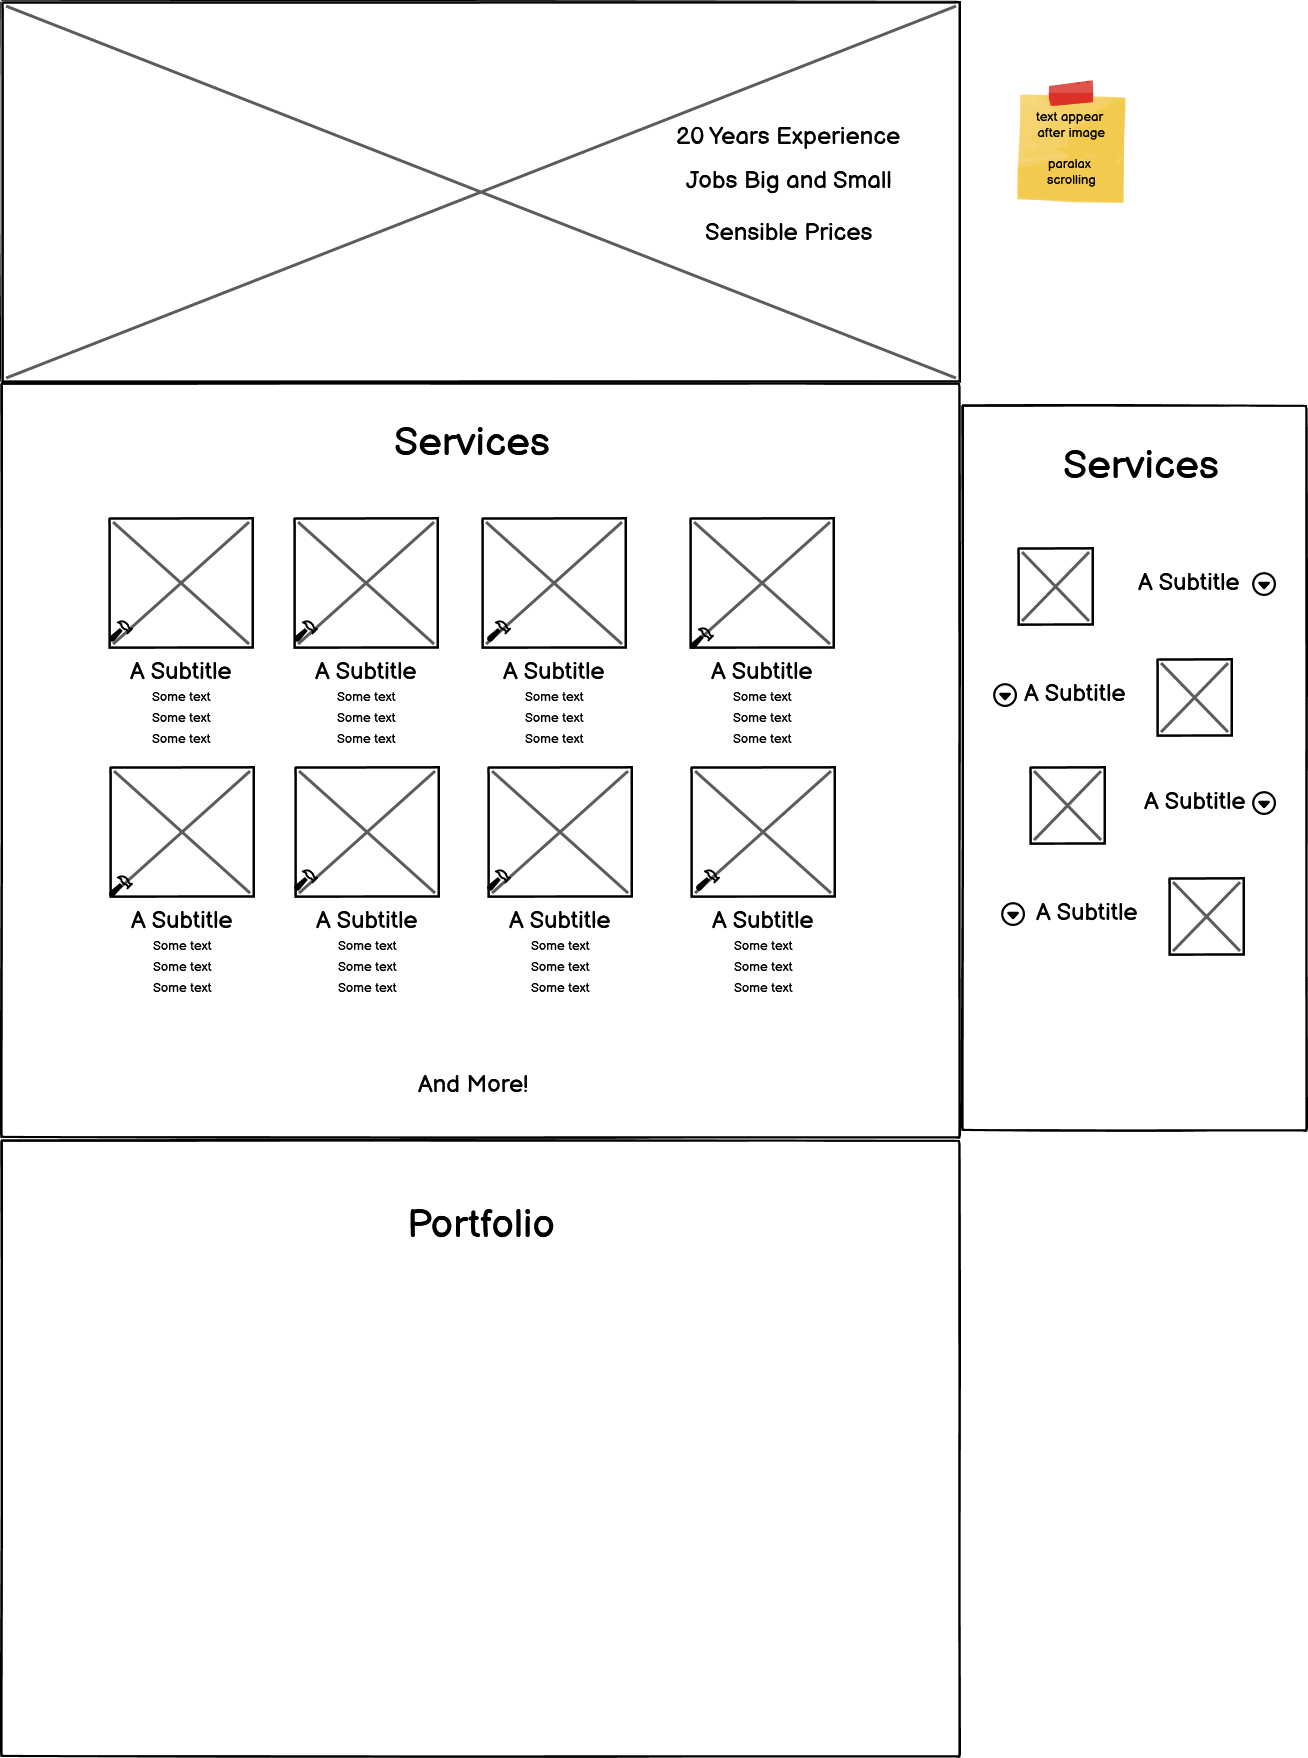 20 Years Experience
Jobs Big and Small
Sensible Prices
text appear
after image
paralax
scrolling
Services
A Subtitle
Some text
Some text
Some text
A Subtitle
Some text
Some text
Some text
A Subtitle
Some text
Some text
Some text
A Subtitle
Some text
Some text
Some text
A Subtitle
Some text
Some text
Some text
A Subtitle
Some text
Some text
Some text
A Subtitle
Some text
Some text
Some text
A Subtitle
Some text
Some text
Some text
And More!
Services
A Subtitle
A Subtitle
A Subtitle
A Subtitle
Portfolio